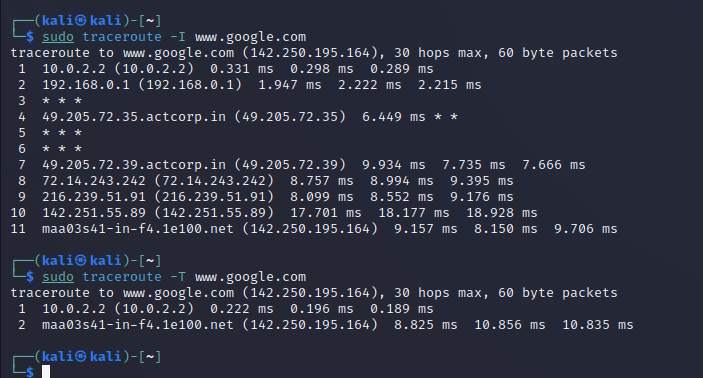 ┌──(kali㉿kali)-[~]
└─$ sudo traceroute -I www.google.com
traceroute to www.google.com (142.250.195.164), 30 hops max, 60 byte packets
 1  10.0.2.2 (10.0.2.2)  0.331 ms  0.298 ms  0.289 ms
 2  192.168.0.1 (192.168.0.1)  1.947 ms  2.222 ms  2.215 ms
 3  * * *
 4  49.205.72.35.actcorp.in (49.205.72.35)  6.449 ms * *
 5  * * *
 6  * * *
 7  49.205.72.39.actcorp.in (49.205.72.39)  9.934 ms  7.735 ms  7.666 ms
 8  72.14.243.242 (72.14.243.242)  8.757 ms  8.994 ms  9.395 ms
 9  216.239.51.91 (216.239.51.91)  8.099 ms  8.552 ms  9.176 ms
10  142.251.55.89 (142.251.55.89)  17.701 ms  18.177 ms  18.928 ms
11  maa03s41-in-f4.1e100.net (142.250.195.164)  9.157 ms  8.150 ms  9.706 ms
┌──(kali㉿kali)-[~]
└─$ sudo traceroute -T www.google.com
traceroute to www.google.com (142.250.195.164), 30 hops max, 60 byte packets
 1  10.0.2.2 (10.0.2.2)  0.222 ms  0.196 ms  0.189 ms
 2  maa03s41-in-f4.1e100.net (142.250.195.164)  8.825 ms  10.856 ms  10.835 ms
┌──(kali㉿kali)-[~]
└─$